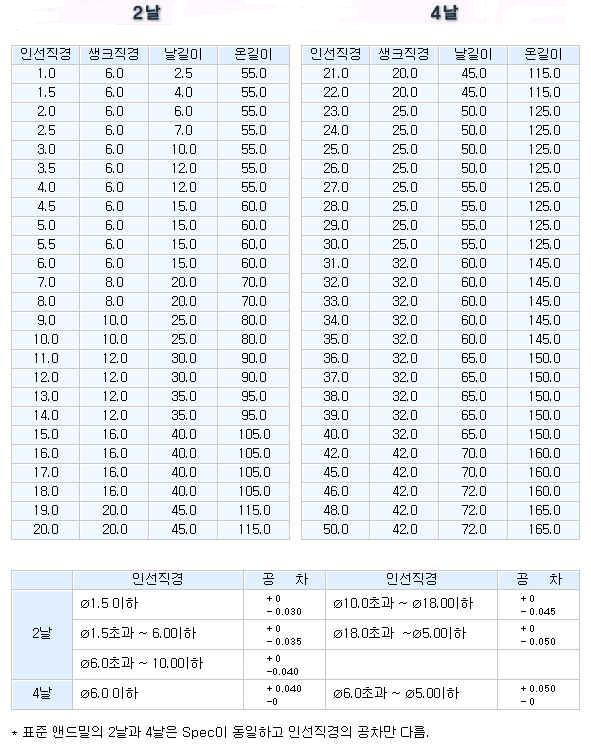 2날 4날
인선직경 생크직경 날길이 온길이 인선직경 생크직경 날길이 온길이
1.0 6.0 2.5 55.0 21.0 20.0 45.0 115.0
1.5 6.0 4.0 55.0 22.0 20.0 45.0 115.0
2.0 6.0 6.0 55.0 23.0 25.0 50.0 125.0
2.5 6.0 7.0 55.0 24.0 25.0 50.0 125.0
3.0 6.0 10.0 55.0 25.0 25.0 50.0 125.0
3.5 6.0 12.0 55.0 26.0 25.0 50.0 125.0
4.0 6.0 12.0 55.0 27.0 25.0 55.0 125.0
4.5 6.0 15.0 60.0 28.0 25.0 55.0 125.0
5.0 6.0 15.0 60.0 29.0 25.0 55.0 125.0
5.5 6.0 15.0 60.0 30.0 25.0 55.0 125.0
6.0 6.0 15.0 60.0 31.0 32.0 60.0 145.0
7.0 8.0 20.0 70.0 32.0 32.0 60.0 145.0
8.0 8.0 20.0 70.0 33.0 32.0 60.0 145.0
9.0 10.0 25.0 80.0 34.0 32.0 60.0 145.0
10.0 10.0 25.0 80.0 35.0 32.0 60.0 145.0
11.0 12.0 30.0 90.0 36.0 32.0 65.0 150.0
12.0 12.0 30.0 90.0 37.0 32.0 65.0 150.0
13.0 12.0 35.0 95.0 38.0 32.0 65.0 150.0
14.0 12.0 35.0 95.0 39.0 32.0 65.0 150.0
15.0 16.0 40.0 105.0 40.0 32.0 65.0 150.0
16.0 16.0 40.0 105.0 42.0 42.0 70.0 160.0
17.0 16.0 40.0 105.0 45.0 42.0 70.0 160.0
18.0 16.0 40.0 105.0 46.0 42.0 72.0 160.0
19.0 20.0 45.0 115.0 48.0 42.0 72.0 165.0
20.0 20.0 45.0 115.0 50.0 42.0 72.0 165.0
인선직경 공 차 인선직경 공 차
2날
∅1.5 이하 +0 -0.030 ∅10.0초과 ~ ∅18.00이하 +0 -0.045
∅1.5초과 ~ 6.00이하 +0 -0.035 ∅18.0초과 ~∅5.00이하 +0 -0.050
∅6.0초과 ~ 10.00이하 +0 -0.040
4날 ∅6.0 이하 +0.040 -0 ∅6.0초과 ~ ∅5.00이하 +0.050 -0
* 표준 앤드밀의 2날과 4날은 Spec이 동일하고 인선직경의 공차만 다름.